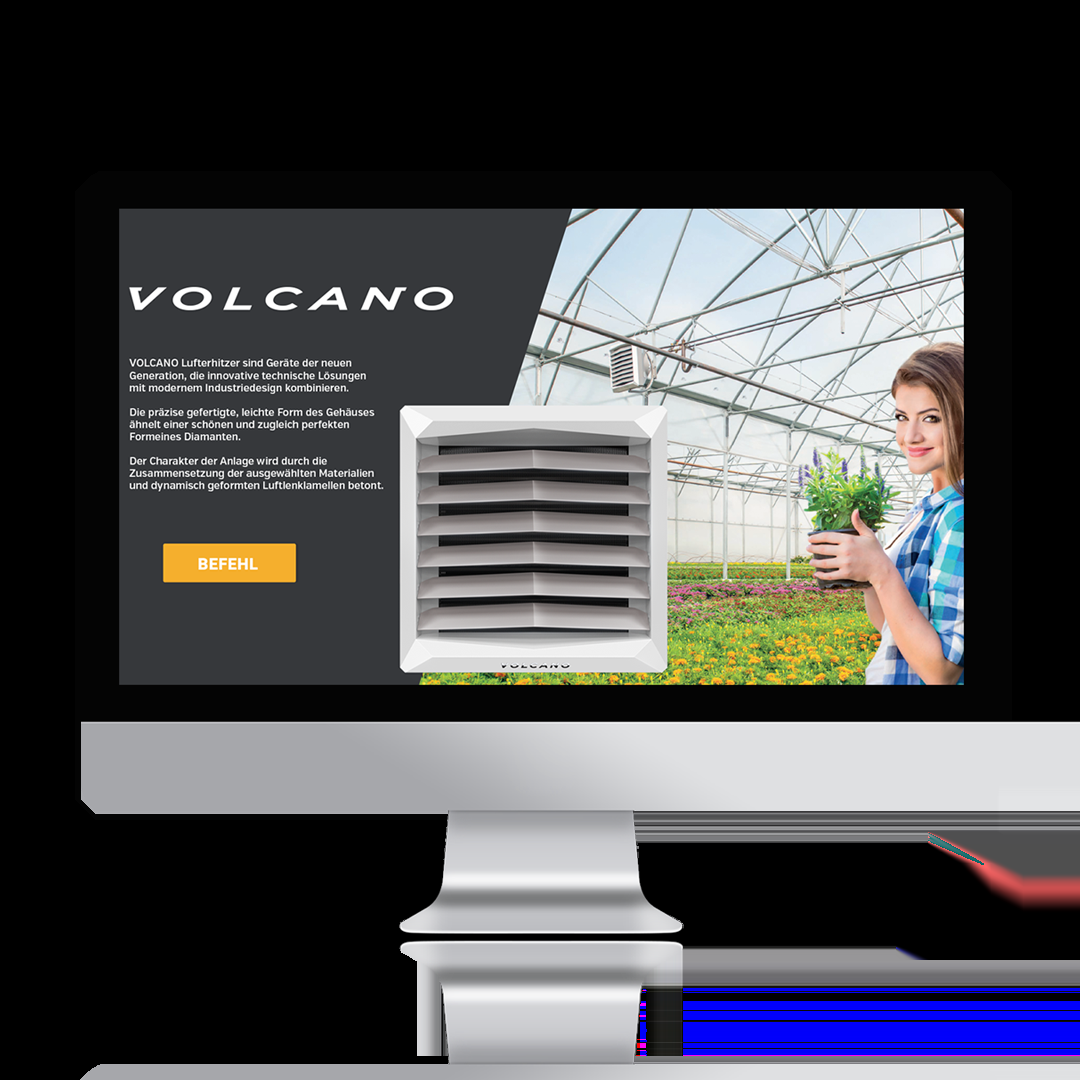 VOLCANO
VOLCANO Lufterhitzer sind Geräte der neuen
Generation, die innovative technische Lösungen
mit modernem Industriedesign kombinieren.
Die präzise gefertigte, leichte Form des Gehäuses
ähnelt einer schönen und zugleich perfekten
Formeines Diamanten.
Der Charakter der Anlage wird durch die
Zusammensetzung der ausgewählten Materialien
und dynamisch geformten Luftlenklamellen betont.
BEFEHL
VOLCANO